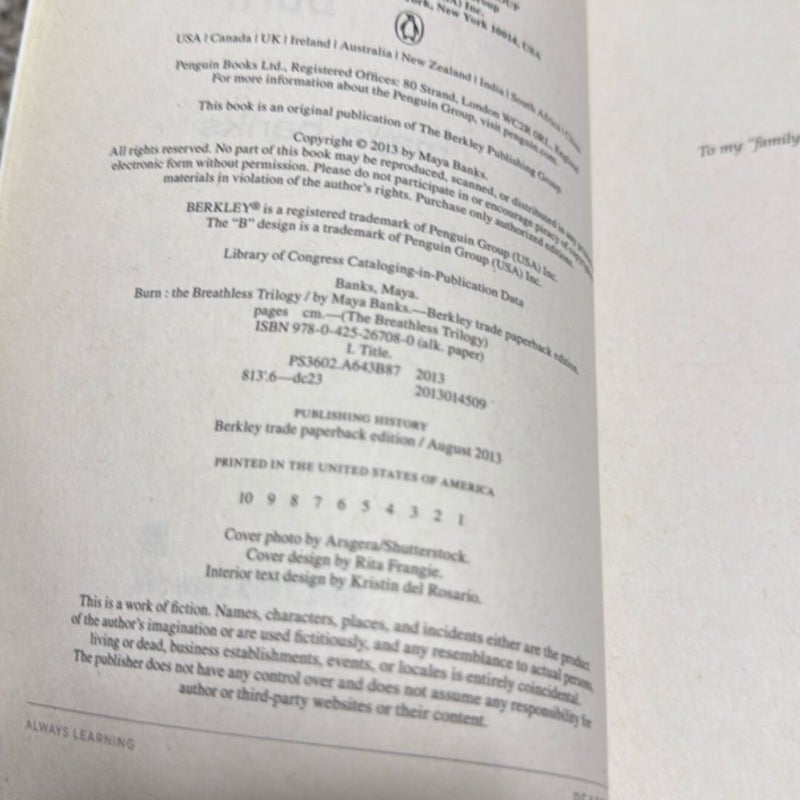 Inc.
New York 10014, USA
USA / Canada / UK / Ireland / Australia / New Zealand / India / South Africa / China
Penguin Books Ltd., Registered Offices: 80 Strand, London WC2R 0RL, England
For more information about the Penguin Group, visit penguin.com.
This book is an original publication of The Berkley Publishing Group.
Copyright © 2013 by Maya Banks.
All rights reserved. No part of this book may be reproduced, scanned, or distributed in any printed
electronic form without permission. Please do not participate in or encourage piracy of copyrighted
materials in violation of the author's rights. Purchase only authorized editions.
BERKLEY® is a registered trademark of Penguin Group (USA) Inc.
The "B" design is a trademark of Penguin Group (USA) Inc.
Library of Congress Cataloging-in-Publication Data
Banks, Maya.
Burn : the Breathless Trilogy / by Maya Banks.—Berkley trade paperback edition.
pages cm.—(The Breathless Trilogy)
ISBN 978-0-425-26708-0 (alk. paper)
I. Title.
PS3602.A643B87 2013
813'.6—dc23 2013014509
PUBLISHING HISTORY
Berkley trade paperback edition / August 2013
PRINTED IN THE UNITED STATES OF AMERICA
10 9 8 7 6 5 4 3 2 1
Cover photo by Arsgera/Shutterstock.
Cover design by Rita Frangie.
Interior text design by Kristin del Rosario.
This is a work of fiction. Names, characters, places, and incidents either are the product
of the author's imagination or are used fictitiously, and any resemblance to actual persons,
living or dead, business establishments, events, or locales is entirely coincidental.
The publisher does not have any control over and does not assume any responsibility for
author or third-party websites or their content.
ALWAYS LEARNING
To my "family